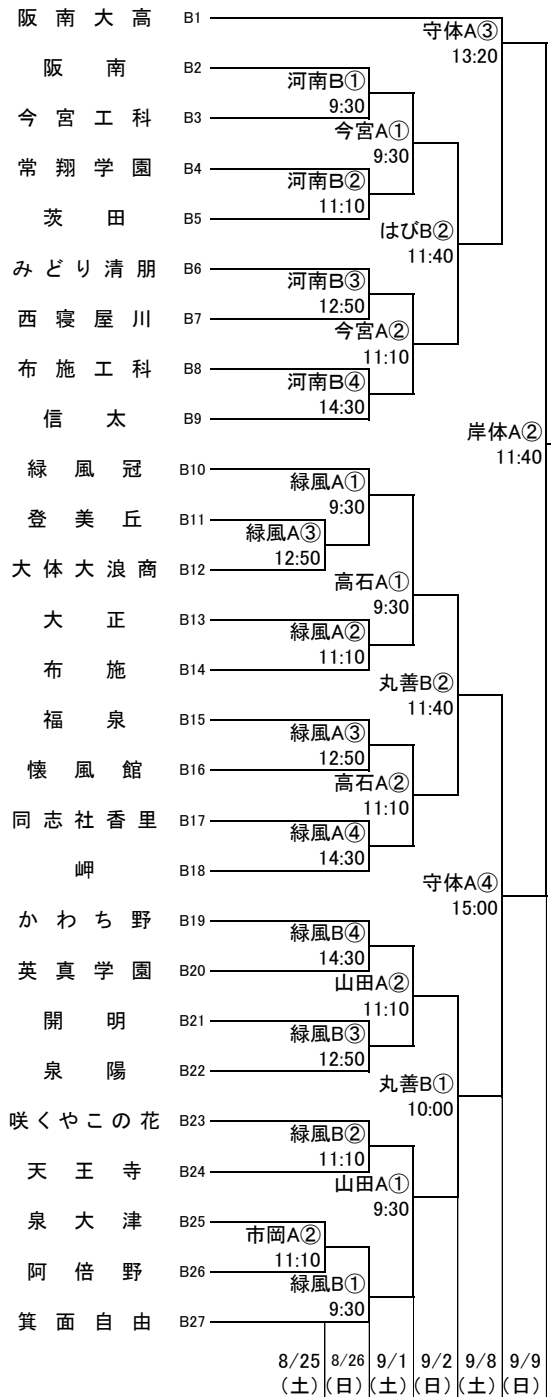 阪南大高 B1
守体A③
13:20
阪南 B2
河南B①
9:30
今宮工科 B3
今宮A①
9:30
常翔学園 B4
河南B②
11:10
茨田 B5
はびB②
11:40
みどり清朋 B6
河南B③
12:50
西寝屋川 B7
今宮A②
11:10
布施工科 B8
河南B④
14:30
信太 B9
岸体A②
11:40
緑風冠 B10
緑風A①
9:30
登美丘 B11
緑風A③
12:50
大体大浪商 B12
高石A①
9:30
大正 B13
緑風A②
11:10
布施 B14
丸善B②
11:40
福泉 B15
緑風A③
12:50
懐風館 B16
高石A②
11:10
同志社香里 B17
緑風A④
14:30
岬 B18
守体A④
15:00
かわち野 B19
緑風B④
14:30
英真学園 B20
山田A②
11:10
開明 B21
緑風B③
12:50
泉陽 B22
丸善B①
10:00
咲くやこの花 B23
緑風B②
11:10
天王寺 B24
山田A①
9:30
泉大津 B25
市岡A②
11:10
阿倍野 B26
緑風B①
9:30
箕面自由 B27
8/25 8/26 9/1 9/2 9/8 9/9
(土) (日) (土) (日) (土) (日)